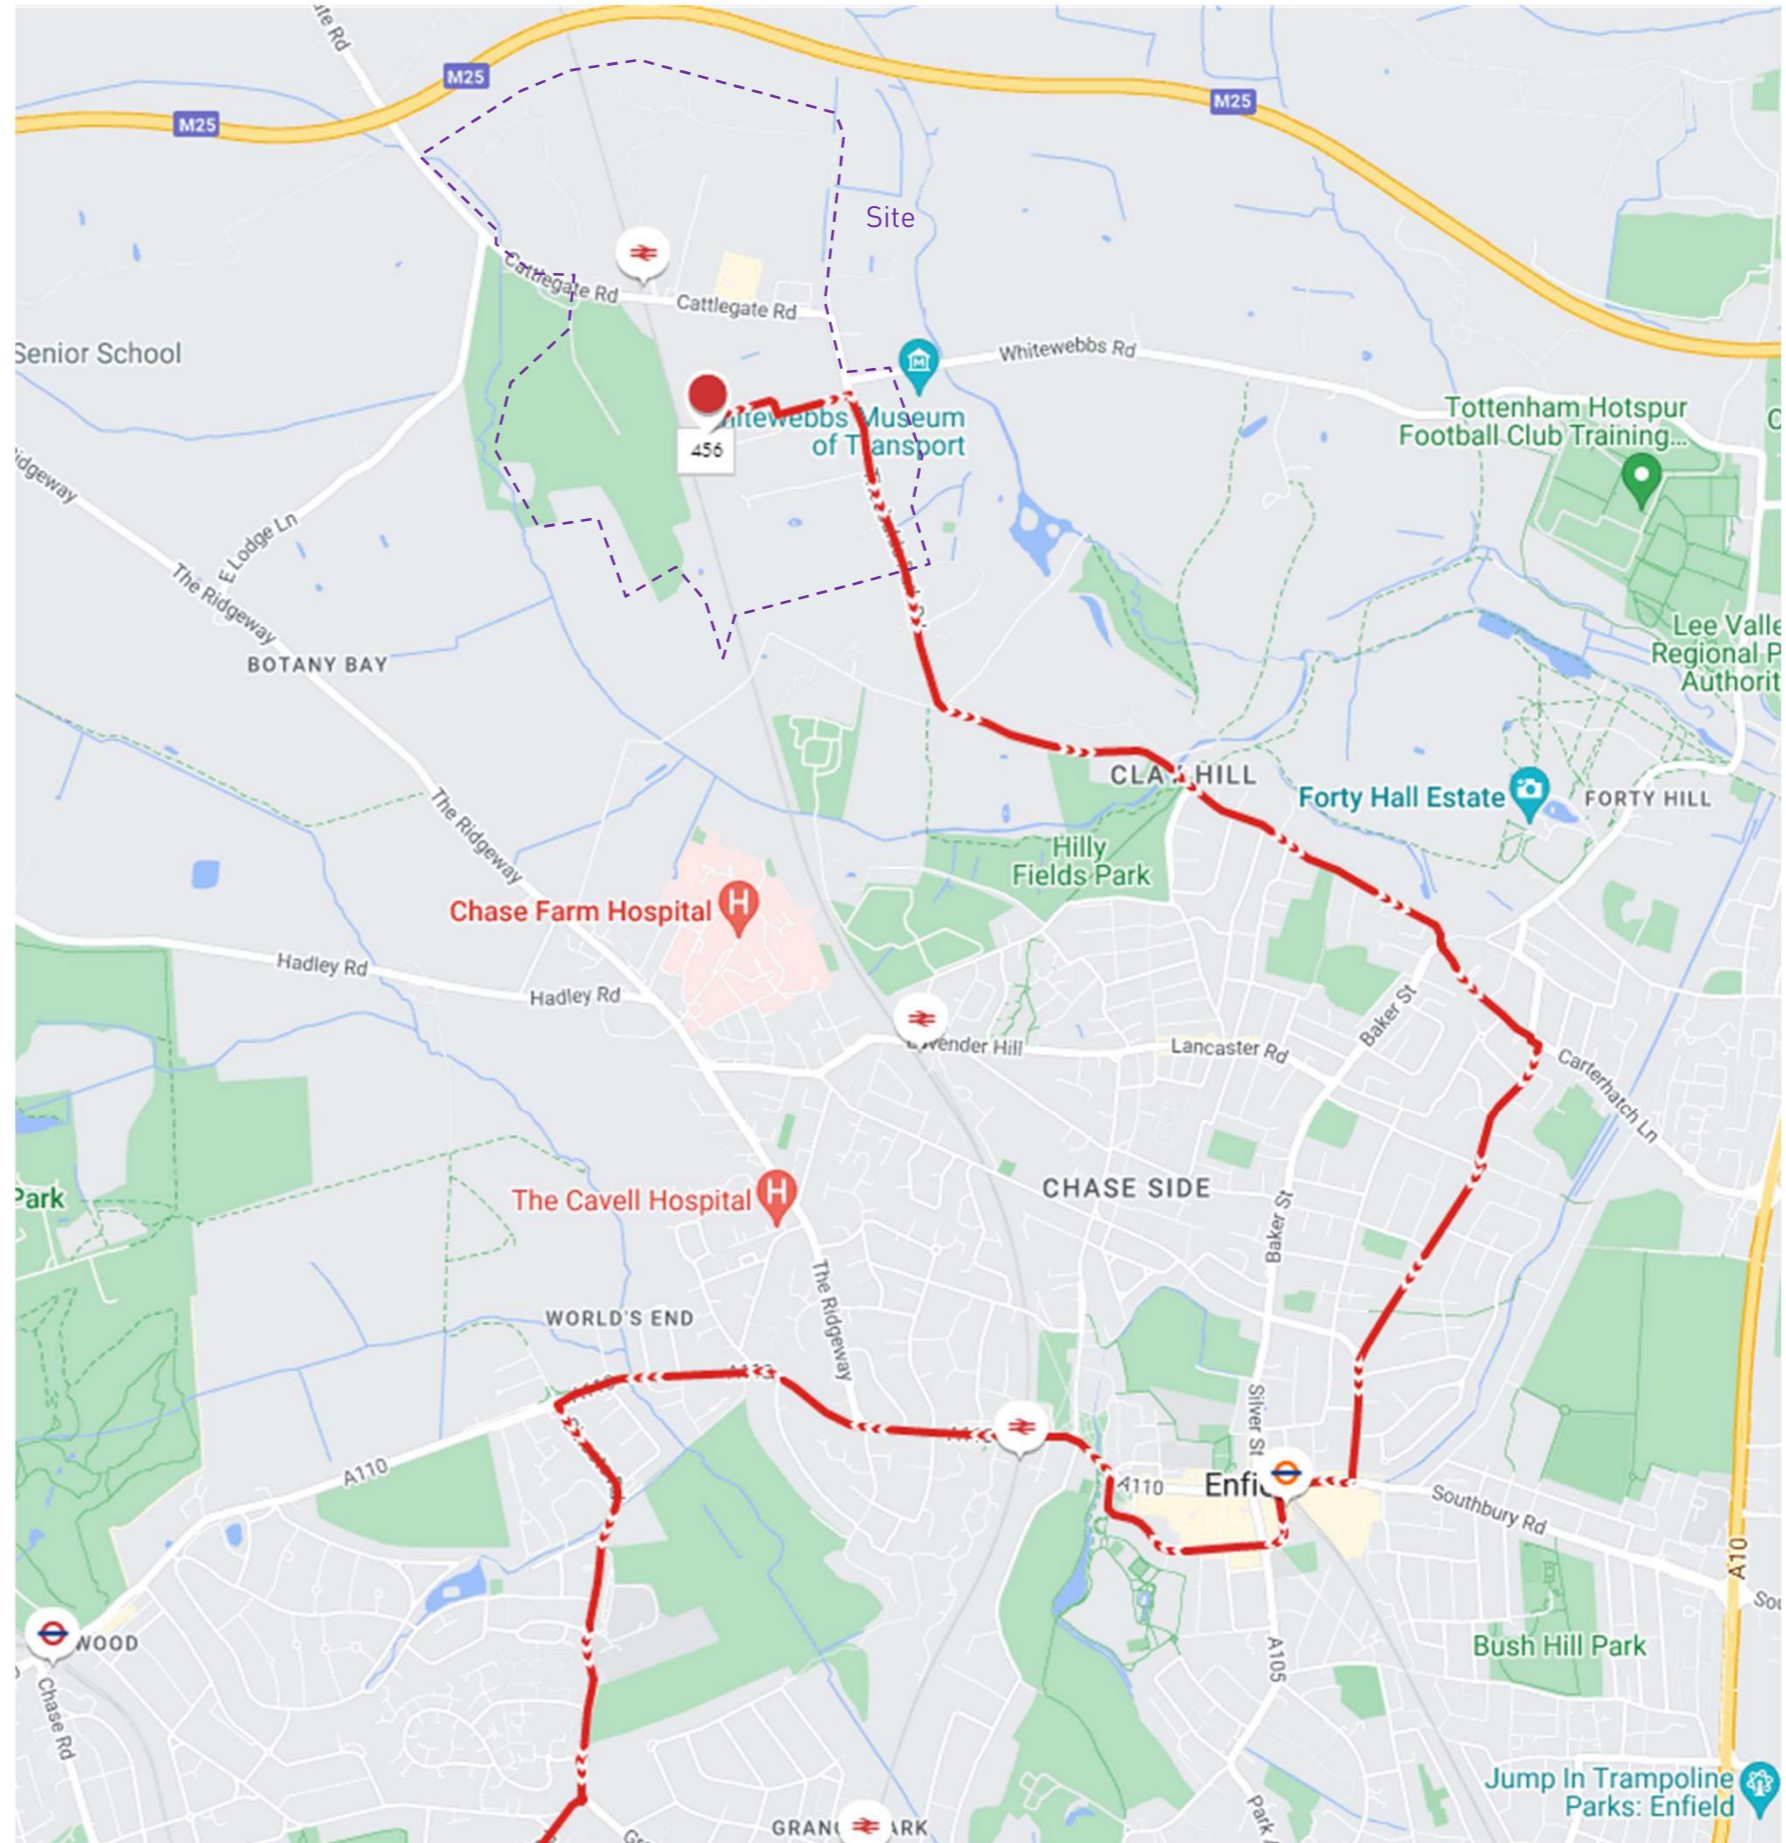 M25
M25
M25
Site
Cattlegate Rd
Cattlegate Rd
Whitewebbs Rd
Senior School
Museum
of Transport
456
Tottenham Hotspur
Football Club Training...
E Lodge Ln
The Ridgeway
BOTANY BAY
Lee Valle
Regional P
Authorit
CLAY HILL
Forty Hall Estate
FORTY HILL
The Ridgeway
Hilly
Fields Park
Chase Farm Hospital
H
Hadley Rd
Hadley Rd
Baker St
Lancaster Rd
Carterhatch Ln
Park
The Cavell Hospital
H
CHASE SIDE
Baker St
The Ridgeway
WORLD'S END
Silver St
A110
A110
Enfi
Southbury Rd
A10
WOOD
Chase Rd
A105
Bush Hill Park
Jump In Trampoline
Parks: Enfield